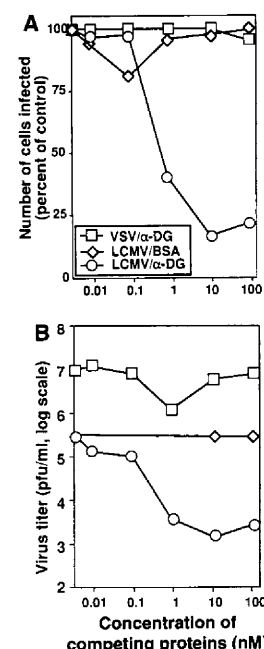 A
Number of cells infected
(percent of control)
100
75
50
25
0
VSV/α-DG
LCMV/BSA
LCMV/α-DG
0.01 0.1 1 10 100
B
Virus titer (pfu/ml, log scale)
8
7
6
5
4
3
2
0.01 0.1 1 10 100
Concentration of
competing proteins (nM)